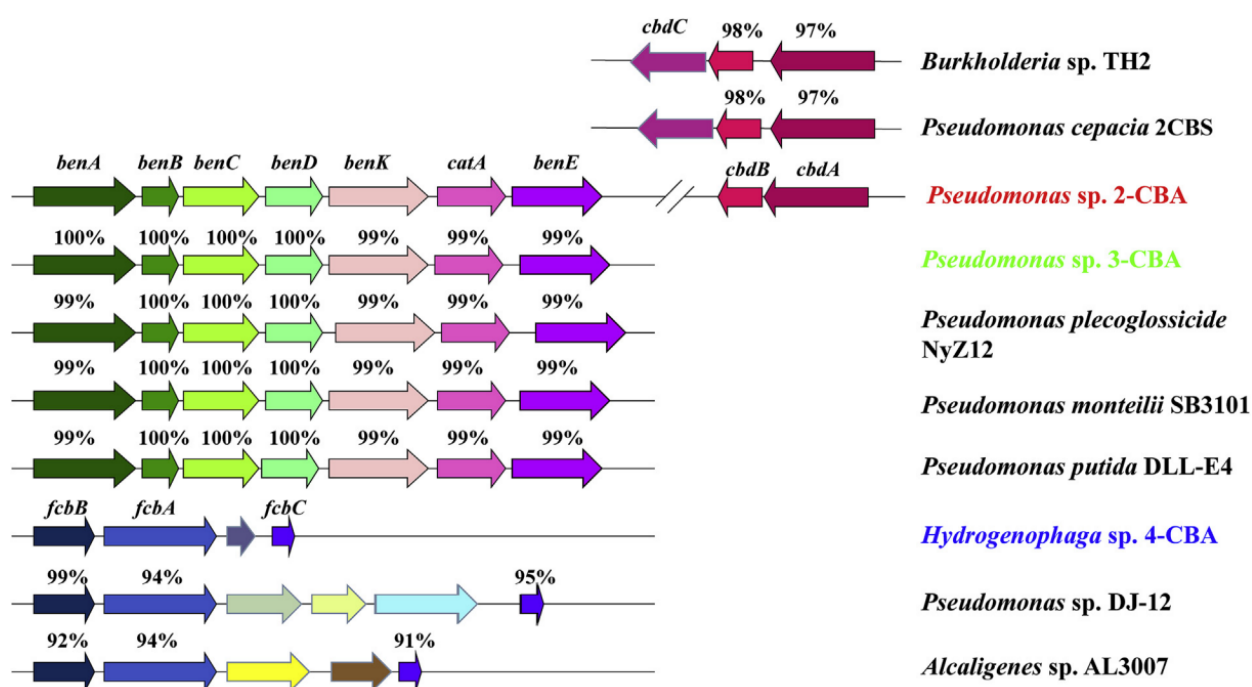 cbdC 98% 97%
Burkholderia sp. TH2
98% 97%
Pseudomonas cepacia 2CBS
benA benB benC benD benK catA benE cbdB cbdA
Pseudomonas sp. 2-CBA
100% 100% 100% 100% 99% 99% 99%
Pseudomonas sp. 3-CBA
99% 100% 100% 100% 99% 99% 99%
Pseudomonas plecoglossicide
NyZ12
99% 100% 100% 100% 99% 99% 99%
Pseudomonas monteilii SB3101
99% 100% 100% 100% 99% 99% 99%
Pseudomonas putida DLL-E4
fcbB fcbA fcbC
Hydrogenophaga sp. 4-CBA
99% 94% 95%
Pseudomonas sp. DJ-12
92% 94% 91%
Alcaligenes sp. AL3007